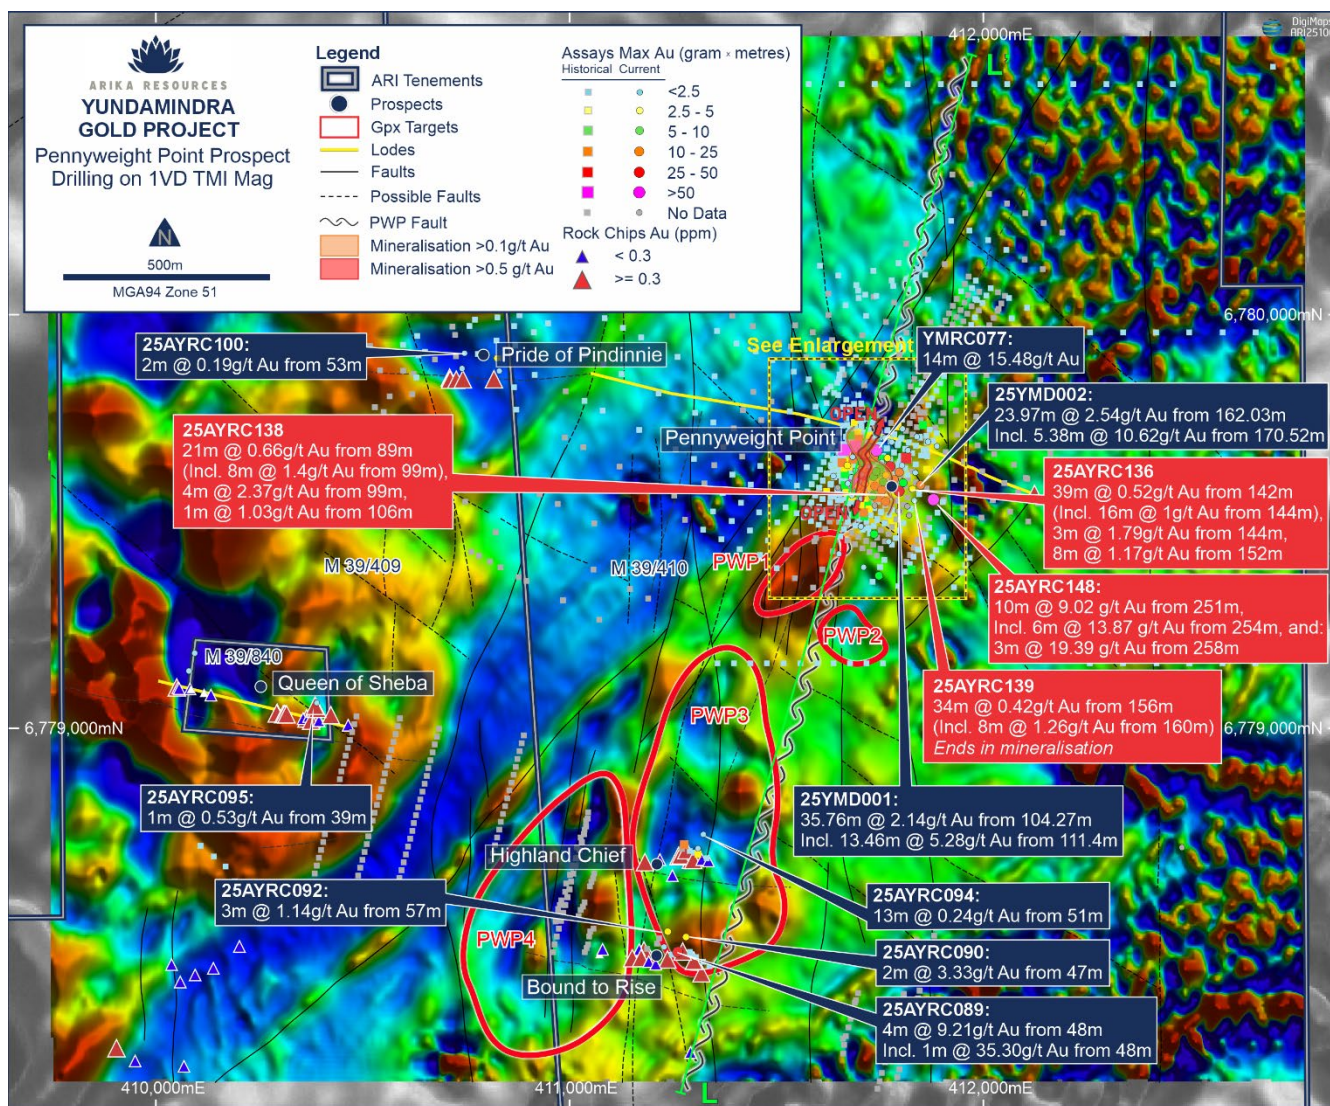 412,000mE
DigiMaps
ARI2510
ARIKA RESOURCES
YUNDAMINDRA
GOLD PROJECT
Pennyweight Point Prospect
Drilling on 1VD TMI Mag
N
500m
MGA94 Zone 51
Legend
ARI Tenements
Prospects
Gpx Targets
Lodes
Faults
Possible Faults
PWP Fault
Mineralisation >0.1g/t Au
Mineralisation >0.5 g/t Au
Assays Max Au (gram x metres)
Historical Current
<2.5
2.5 - 5
5 - 10
10 - 25
25 - 50
>50
No Data
Rock Chips Au (ppm)
< 0.3
>= 0.3
L
6,780,000mN
25AYRC100:
2m @ 0.19g/t Au from 53m
Pride of Pindinnie
See Enlargement
YMRC077:
14m @ 15.48g/t Au
OPEN
Pennyweight Point
25YMD002:
23.97m @ 2.54g/t Au from 162.03m
Incl. 5.38m @ 10.62g/t Au from 170.52m
25AYRC138
21m @ 0.66g/t Au from 89m
(Incl. 8m @ 1.4g/t Au from 99m),
4m @ 2.37g/t Au from 99m,
1m @ 1.03g/t Au from 106m
25AYRC136
39m @ 0.52g/t Au from 142m
(Incl. 16m @ 1g/t Au from 144m),
3m @ 1.79g/t Au from 144m,
8m @ 1.17g/t Au from 152m
OPEN
M 39/409
M 39/410
PWP1
25AYRC148:
10m @ 9.02 g/t Au from 251m,
Incl. 6m @ 13.87 g/t Au from 254m, and:
3m @ 19.39 g/t Au from 258m
PWP2
M 39/840
Queen of Sheba
25AYRC139
34m @ 0.42g/t Au from 156m
(Incl. 8m @ 1.26g/t Au from 160m)
Ends in mineralisation
PWP3
6,779,000mN
6,779,000mN
25AYRC095:
1m @ 0.53g/t Au from 39m
25YMD001:
35.76m @ 2.14g/t Au from 104.27m
Incl. 13.46m @ 5.28g/t Au from 111.4m
Highland Chief
25AYRC092:
3m @ 1.14g/t Au from 57m
25AYRC094:
13m @ 0.24g/t Au from 51m
PWP4
25AYRC090:
2m @ 3.33g/t Au from 47m
Bound to Rise
25AYRC089:
4m @ 9.21g/t Au from 48m
Incl. 1m @ 35.30g/t Au from 48m
410,000mE
411,000mE
L
412,000mE